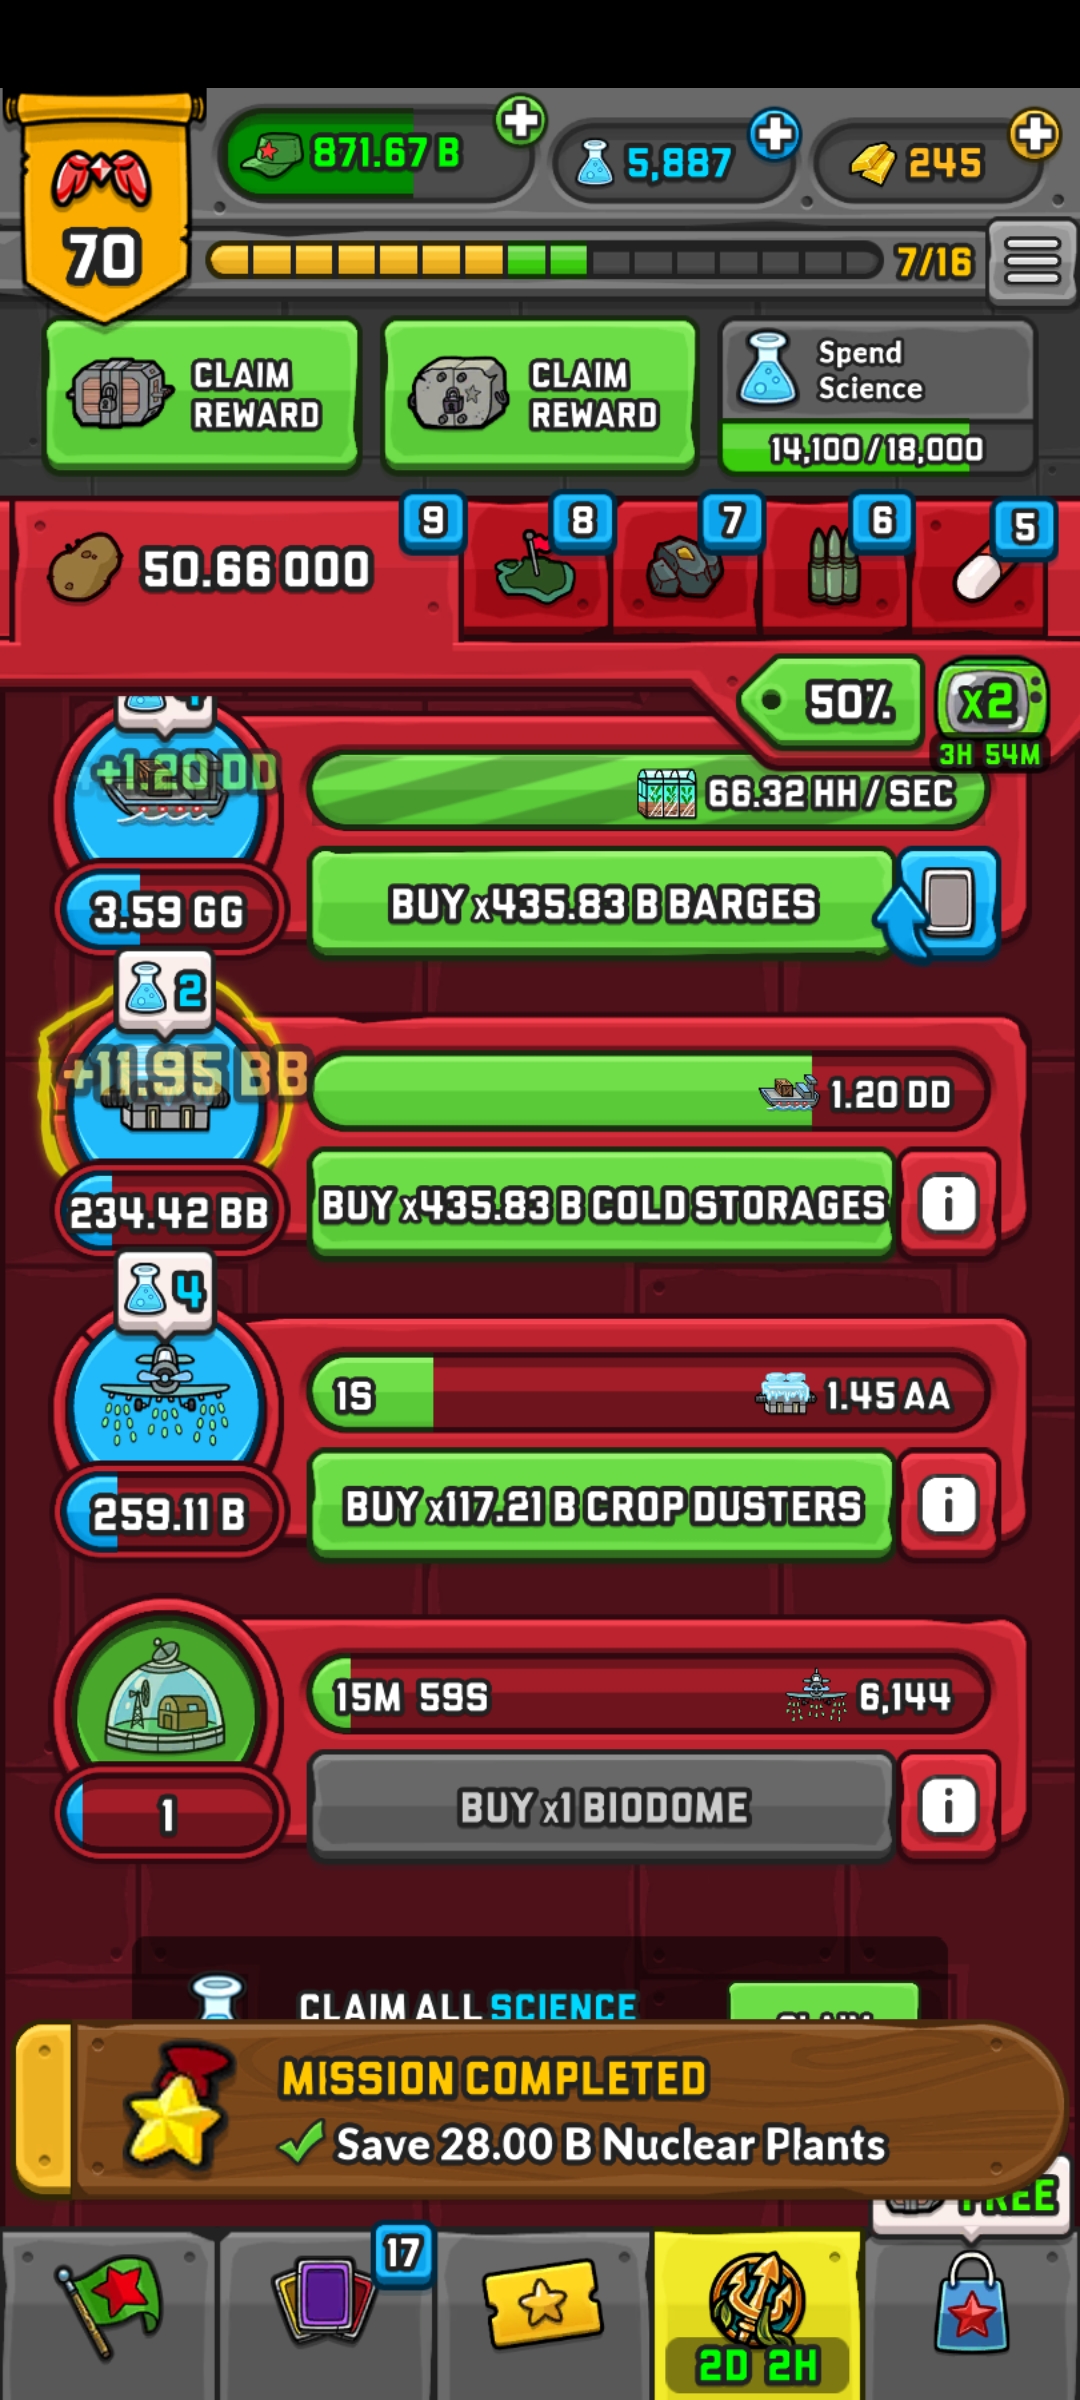 871.67 B
5,887
245
70
7/16
CLAIM
REWARD
CLAIM
REWARD
Spend
Science
14,100/18,000
50.66 000
9
8
7
6
5
50%
x2
3H 54M
+1.20 DD
66.32 HH/SEC
3.59 GG
BUY x435.83 B BARGES
2
+11.95 BB
1.20 DD
234.42 BB
BUY x435.83 B COLD STORAGES
i
4
1S
1.45 AA
259.11 B
BUY x117.21 B CROP DUSTERS
i
15M 59S
6,144
1
BUY x1 BIODOME
i
CLAIM ALL SCIENCE
CLAIM
MISSION COMPLETED
Save 28.00 B Nuclear Plants
FREE
17
2D 2H